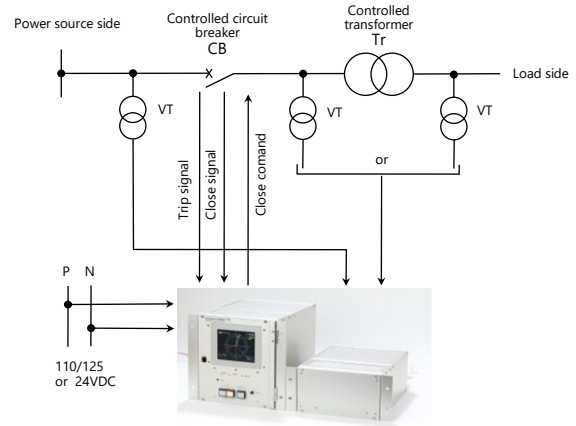 Power source side
Controlled circuit
breaker
CB
Controlled
transformer
Tr
Load side
VT
VT
VT
or
Trip signal
Close signal
Close comand
P N
110/125
or 24VDC